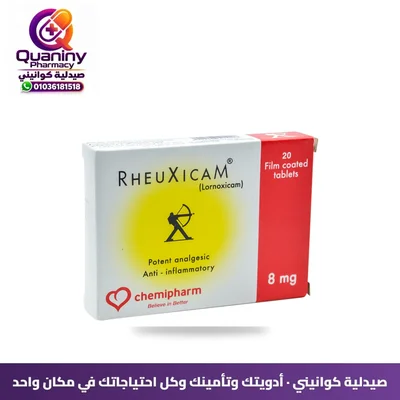 Quaniny
Pharmacy
صيدلية كوانيني
01036181518
20
Film coated
tablets
RHEUXICAM®
(Lornoxicam)
Potent analgesic
Anti - inflammatory
chemipharm
Believe in Better
8 mg
صيدلية كوانيني - أدويتك وتأمينك وكل احتياجاتك في مكان واحد